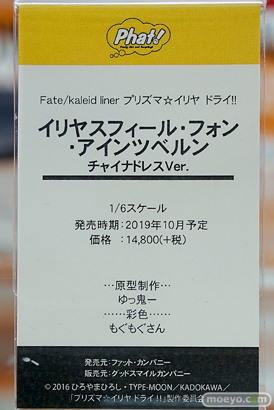 Phat!
Fate/kaleid liner プリズマ☆イリヤ ドライ!!
イリヤスフィール・フォン
・アインツベルン
チャイナドレスVer.
1/6スケール
発売時期：2019年10月予定
価格　：14,800(+税)
…原型制作…
ゆっ鬼ー
……彩色……
もぐもぐさん
発売元：ファット・カンパニー
販売元：グッドスマイルカンパニー
© 2016 ひろやまひろし・TYPE-MOON／KADOKAWA／
「プリズマ☆イリヤ ドライ!!」製作委員会
moeyo.com